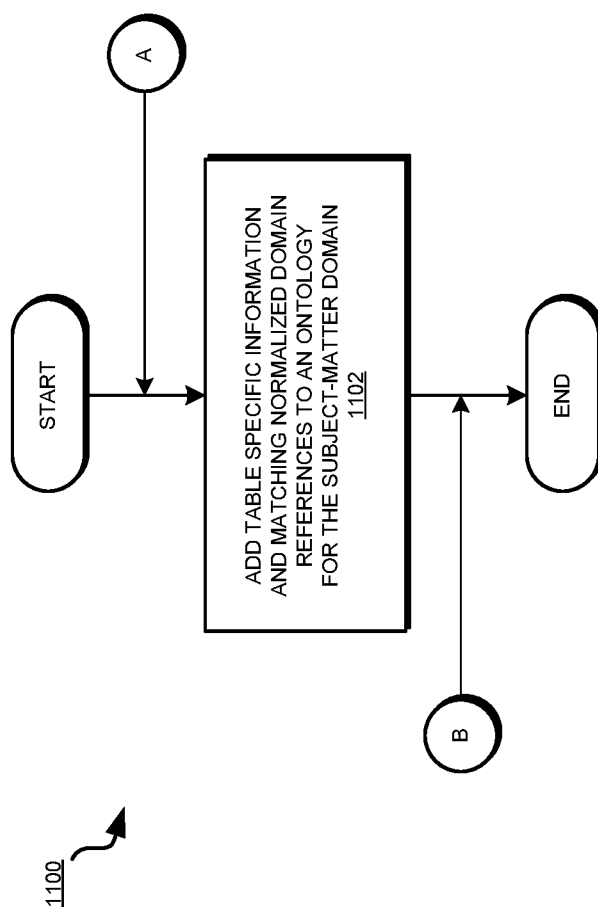 1100
START
A
ADD TABLE SPECIFIC INFORMATION
AND MATCHING NORMALIZED DOMAIN
REFERENCES TO AN ONTOLOGY
FOR THE SUBJECT-MATTER DOMAIN
1102
B
END